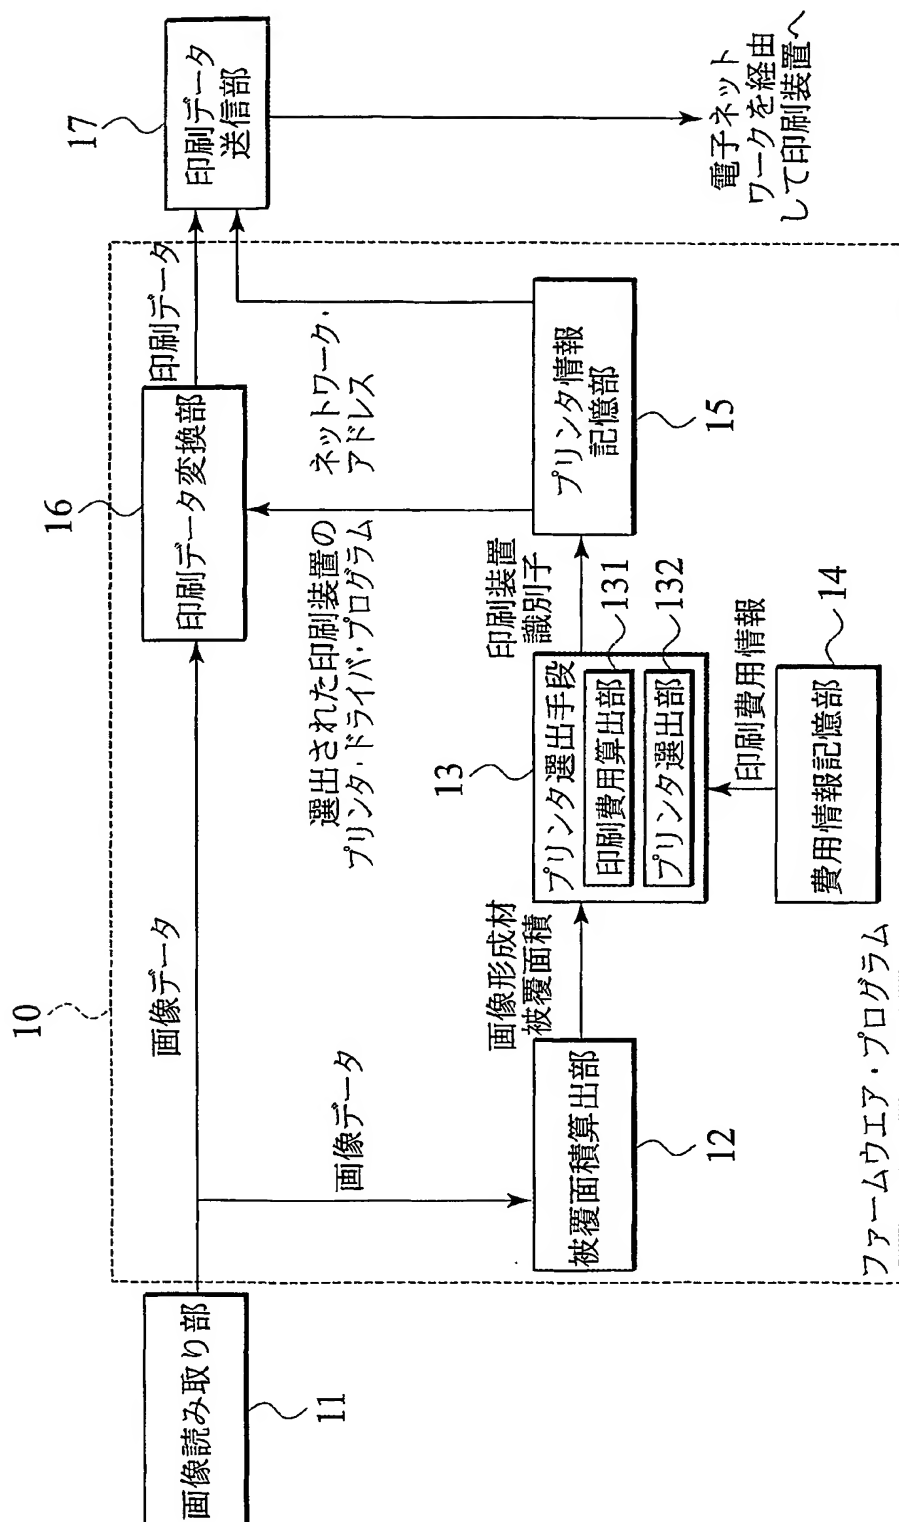 10
画像読み取り部
11
画像データ
画像データ
被覆面積算出部
12
画像形成材
被覆面積
13
プリンタ選出手段
印刷費用算出部
131
プリンタ選出部
132
印刷費用情報
費用情報記憶部
14
印刷装置
識別子
プリンタ情報
記憶部
15
選出された印刷装置の
プリンタ・ドライバ・プログラム
ネットワーク・
アドレス
16
印刷データ変換部
印刷データ
17
印刷データ
送信部
電子ネット
ワークを経由
して印刷装置へ
ファームウエア・プログラム